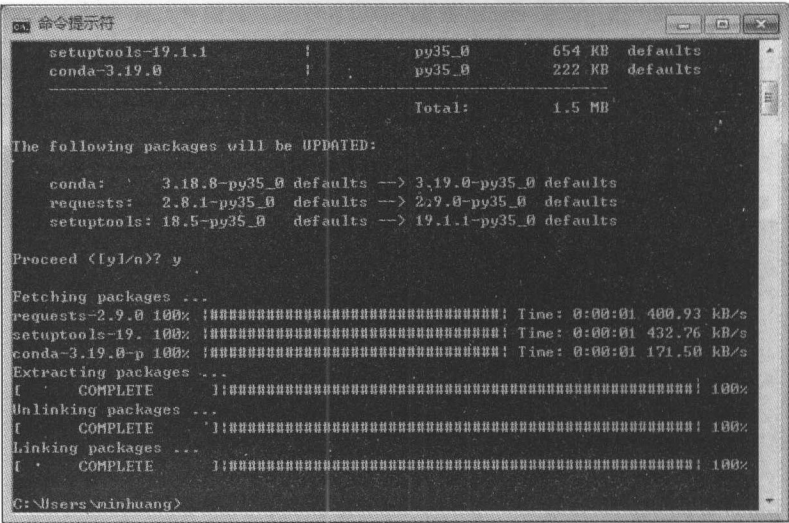 命令提示符
setuptools-19.1.1 | py35_0 654 KB defaults
conda-3.19.0 | py35_0 222 KB defaults
------------------------------------------------------------
Total: 1.5 MB
The following packages will be UPDATED:
conda: 3.18.8-py35_0 defaults --> 3.19.0-py35_0 defaults
requests: 2.8.1-py35_0 defaults --> 2.9.0-py35_0 defaults
setuptools: 18.5-py35_0 defaults --> 19.1.1-py35_0 defaults
Proceed ([y]/n)? y
Fetching packages ...
requests-2.9.0 100% |###############################| Time: 0:00:01 400.93 kB/s
setuptools-19. 100% |###############################| Time: 0:00:01 432.76 kB/s
conda-3.19.0-p 100% |###############################| Time: 0:00:01 171.50 kB/s
Extracting packages ...
[ COMPLETE ]|##################################################| 100%
Unlinking packages ...
[ COMPLETE ]|##################################################| 100%
Linking packages ...
[ COMPLETE ]|##################################################| 100%
C:\Users\minhuang>